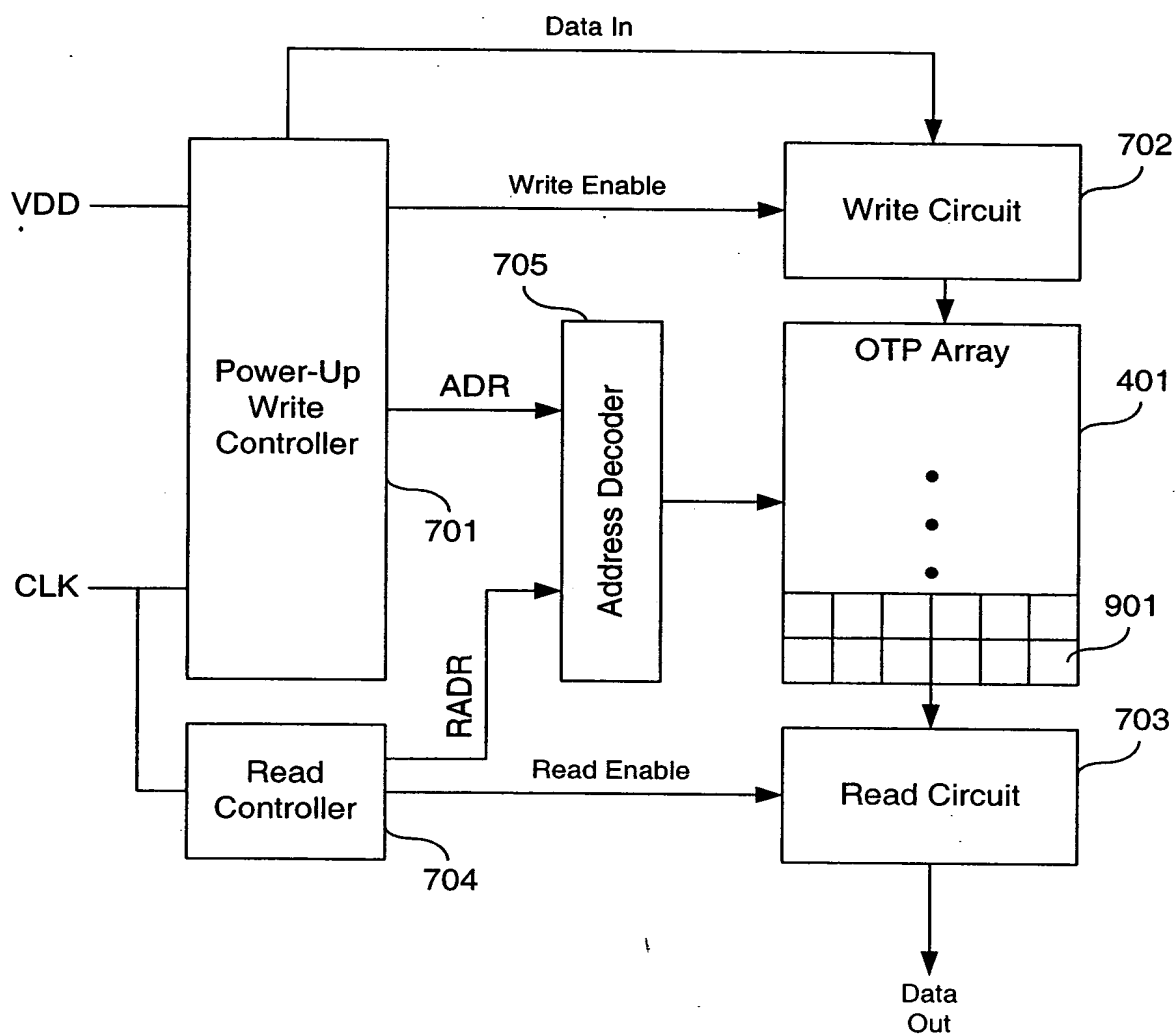 Data In
702
VDD
Write Enable
Write Circuit
705
OTP Array
Power-Up
Write
Controller
ADR
Address Decoder
401
701
CLK
901
RADR
703
Read
Controller
Read Enable
Read Circuit
704
Data
Out